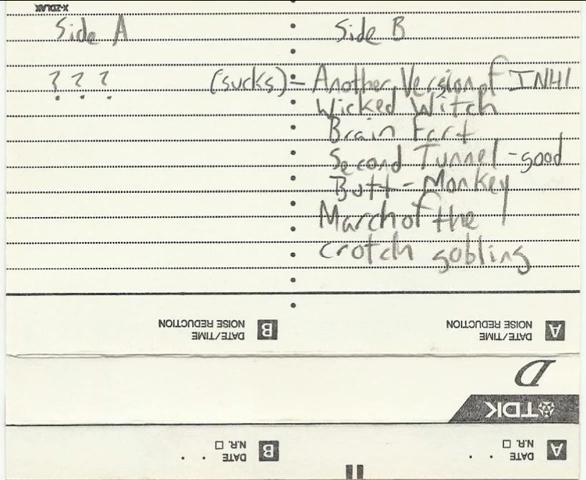 X-ZDLAK
Side A Side B
? ? ? (sucks) - Another Version of INHI
Wicked Witch
Brain Fart
Second Tunnel - good
Butt - Monkey
March of the
crotch goblins
B DATE/TIME A DATE/TIME
NOISE REDUCTION NOISE REDUCTION
D
TDK
B DATE A DATE
N.R. N.R.